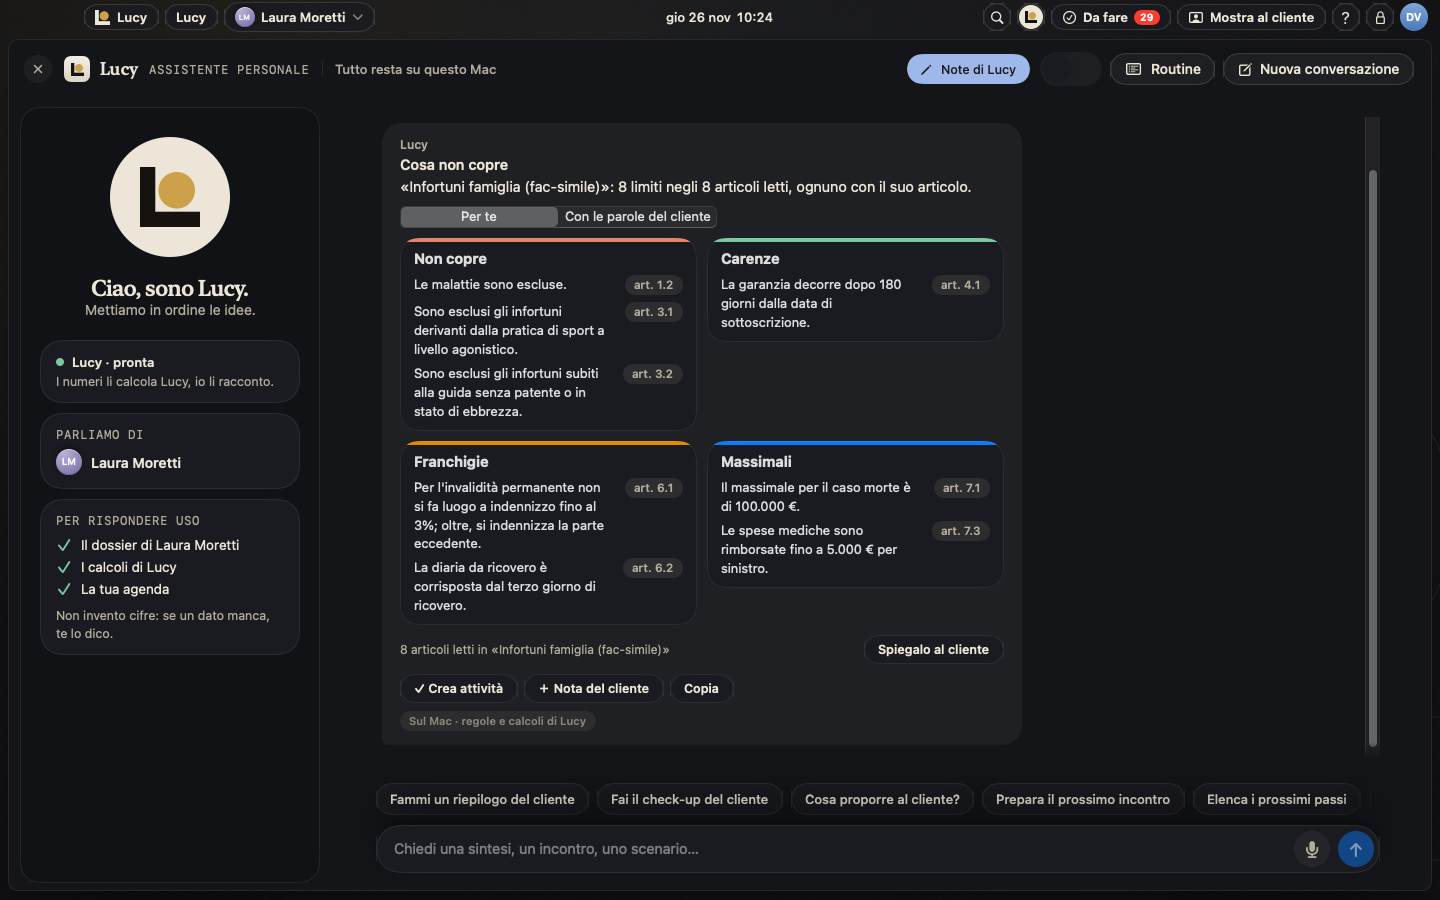 Lucy
Lucy
LM Laura Moretti
gio 26 nov 10:24
Da fare 29
Mostra al cliente
?
DV
Lucy ASSISTENTE PERSONALE
Tutto resta su questo Mac
Note di Lucy
Routine
Nuova conversazione
Ciao, sono Lucy.
Mettiamo in ordine le idee.
Lucy · pronta
I numeri li calcola Lucy, io li racconto.
PARLIAMO DI
LM Laura Moretti
PER RISPONDERE USO
Il dossier di Laura Moretti
I calcoli di Lucy
La tua agenda
Non invento cifre: se un dato manca,
te lo dico.
Lucy
Cosa non copre
«Infortuni famiglia (fac-simile)»: 8 limiti negli 8 articoli letti, ognuno con il suo articolo.
Per te
Con le parole del cliente
Non copre
Le malattie sono escluse. art. 1.2
Sono esclusi gli infortuni art. 3.1
derivanti dalla pratica di sport a
livello agonistico.
Sono esclusi gli infortuni subiti art. 3.2
alla guida senza patente o in
stato di ebbrezza.
Carenze
La garanzia decorre dopo 180 art. 4.1
giorni dalla data di
sottoscrizione.
Franchigie
Per l'invalidità permanente non art. 6.1
si fa luogo a indennizzo fino al
3%; oltre, si indennizza la parte
eccedente.
La diaria da ricovero è art. 6.2
corrisposta dal terzo giorno di
ricovero.
Massimali
Il massimale per il caso morte è art. 7.1
di 100.000 €.
Le spese mediche sono art. 7.3
rimborsate fino a 5.000 € per
sinistro.
8 articoli letti in «Infortuni famiglia (fac-simile)»
Spiegalo al cliente
Crea attività
Nota del cliente
Copia
Sul Mac · regole e calcoli di Lucy
Fammi un riepilogo del cliente
Fai il check-up del cliente
Cosa proporre al cliente?
Prepara il prossimo incontro
Elenca i prossimi passi
Chiedi una sintesi, un incontro, uno scenario...